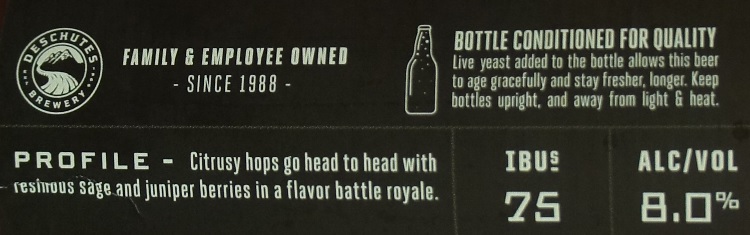 DESCHUTES
BREWERY
FAMILY & EMPLOYEE OWNED
- SINCE 1988 -
BOTTLE CONDITIONED FOR QUALITY
Live yeast added to the bottle allows this beer
to age gracefully and stay fresher, longer. Keep
bottles upright, and away from light & heat.
PROFILE - Citrusy hops go head to head with
resinous sage and juniper berries in a flavor battle royale.
IBUs
75
ALC/VOL
8.0%